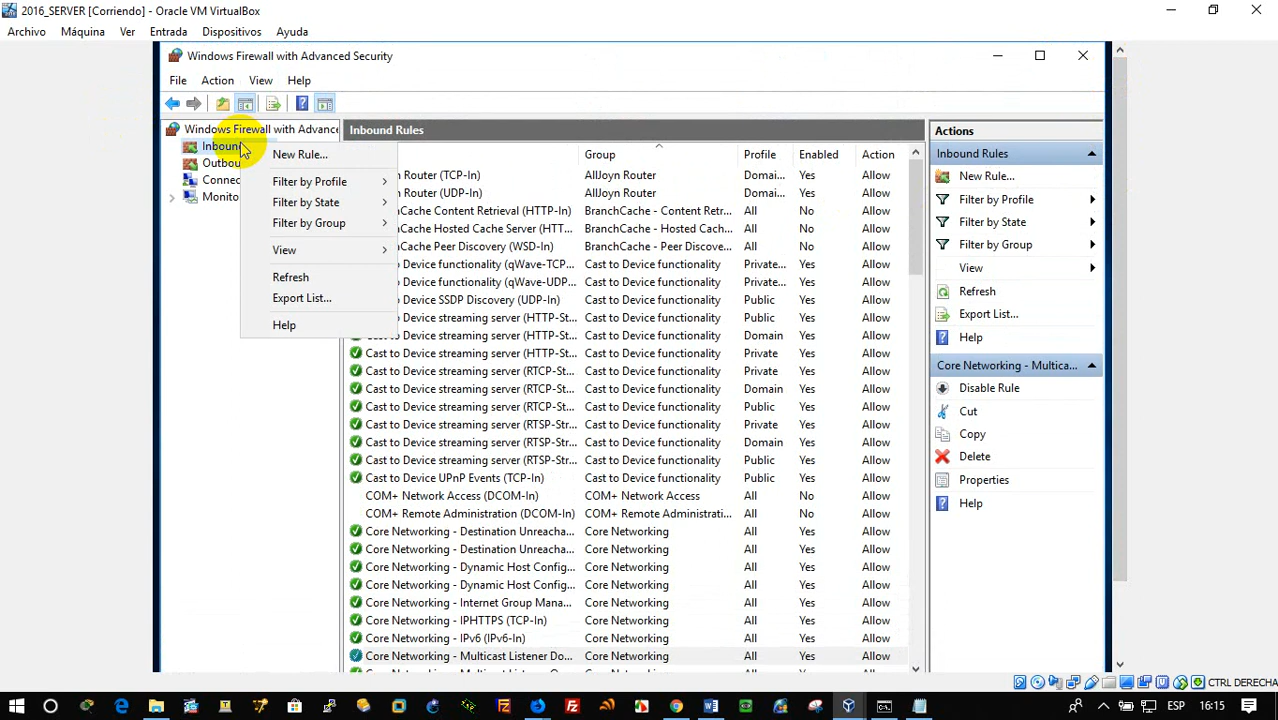 2016_SERVER [Corriendo] - Oracle VM VirtualBox
Archivo Máquina Ver Entrada Dispositivos Ayuda
Windows Firewall with Advanced Security
File Action View Help
Windows Firewall with Advance
Inbound
Outbou
Connec
Monito
New Rule...
Filter by Profile
Filter by State
Filter by Group
View
Refresh
Export List...
Help
Inbound Rules
Group Profile Enabled Action
n Router (TCP-In) AllJoyn Router Domai... Yes Allow
n Router (UDP-In) AllJoyn Router Domai... Yes Allow
hCache Content Retrieval (HTTP-In) BranchCache - Content Retr... All No Allow
hCache Hosted Cache Server (HTT... BranchCache - Hosted Cach... All No Allow
hCache Peer Discovery (WSD-In) BranchCache - Peer Discove... All No Allow
o Device functionality (qWave-TCP... Cast to Device functionality Private... Yes Allow
o Device functionality (qWave-UDP... Cast to Device functionality Private... Yes Allow
o Device SSDP Discovery (UDP-In) Cast to Device functionality Public Yes Allow
o Device streaming server (HTTP-St... Cast to Device functionality Public Yes Allow
Cast to Device streaming server (HTTP-St... Cast to Device functionality Domain Yes Allow
Cast to Device streaming server (HTTP-St... Cast to Device functionality Private Yes Allow
Cast to Device streaming server (RTCP-Str... Cast to Device functionality Private Yes Allow
Cast to Device streaming server (RTCP-Str... Cast to Device functionality Domain Yes Allow
Cast to Device streaming server (RTCP-Str... Cast to Device functionality Public Yes Allow
Cast to Device streaming server (RTSP-Str... Cast to Device functionality Private Yes Allow
Cast to Device streaming server (RTSP-Str... Cast to Device functionality Domain Yes Allow
Cast to Device streaming server (RTSP-Str... Cast to Device functionality Public Yes Allow
Cast to Device UPnP Events (TCP-In) Cast to Device functionality Public Yes Allow
COM+ Network Access (DCOM-In) COM+ Network Access All No Allow
COM+ Remote Administration (DCOM-In) COM+ Remote Administrati... All No Allow
Core Networking - Destination Unreacha... Core Networking All Yes Allow
Core Networking - Destination Unreacha... Core Networking All Yes Allow
Core Networking - Dynamic Host Config... Core Networking All Yes Allow
Core Networking - Dynamic Host Config... Core Networking All Yes Allow
Core Networking - Internet Group Mana... Core Networking All Yes Allow
Core Networking - IPHTTPS (TCP-In) Core Networking All Yes Allow
Core Networking - IPv6 (IPv6-In) Core Networking All Yes Allow
Core Networking - Multicast Listener Do... Core Networking All Yes Allow
Actions
Inbound Rules
New Rule...
Filter by Profile
Filter by State
Filter by Group
View
Refresh
Export List...
Help
Core Networking - Multica...
Disable Rule
Cut
Copy
Delete
Properties
Help
CTRL DERECHA
ESP 16:15